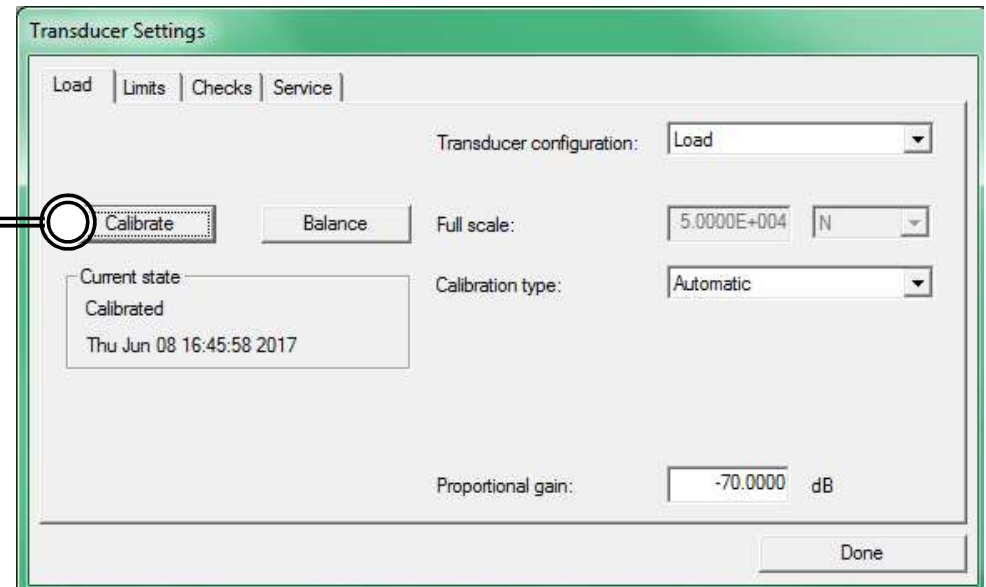 Transducer Settings
Load Limits Checks Service
Transducer configuration: Load
Calibrate Balance Full scale: 5.0000E+004 N
Current state
Calibrated
Thu Jun 08 16:45:58 2017
Calibration type: Automatic
Proportional gain: -70.0000 dB
Done